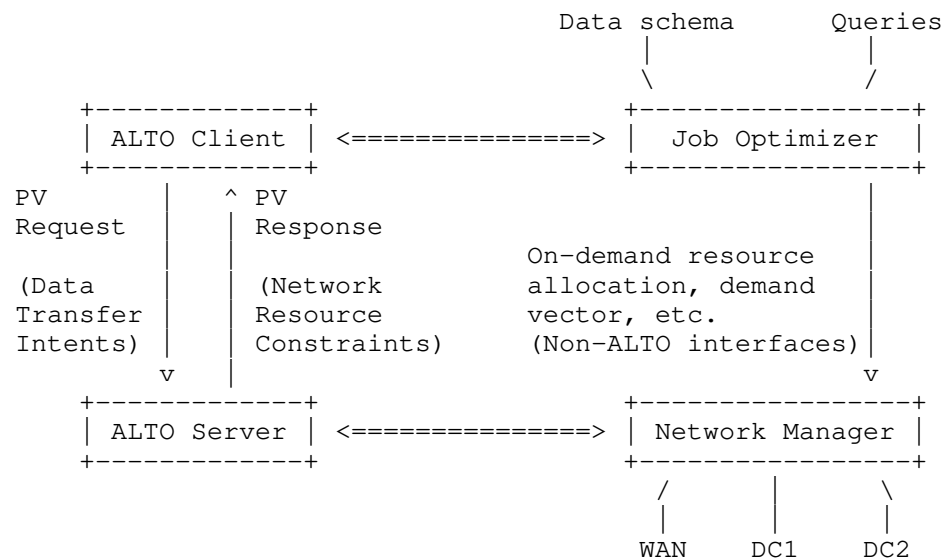 Data schema Queries
ALTO Client <===============> Job Optimizer
PV ^ PV
Request Response
On-demand resource
(Data (Network allocation, demand
Transfer Resource vector, etc.
Intents) Constraints) (Non-ALTO interfaces)
v v
ALTO Server <===============> Network Manager
WAN DC1 DC2